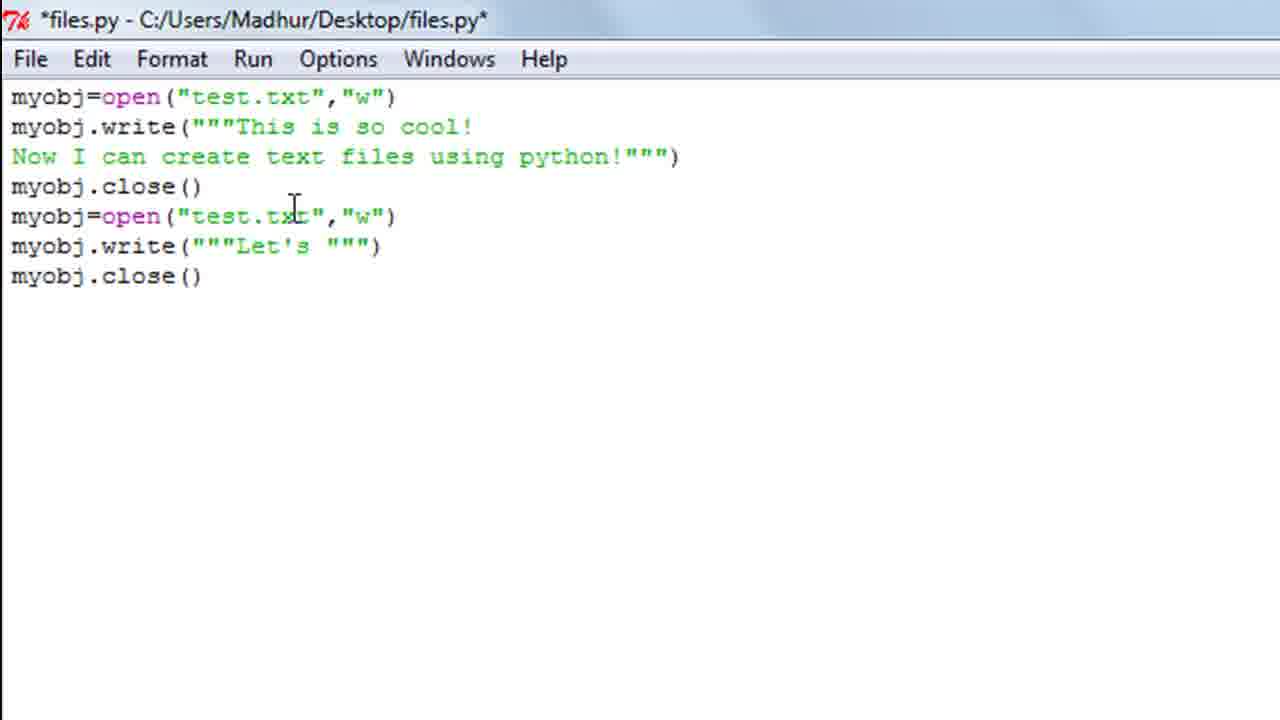 *files.py - C:/Users/Madhur/Desktop/files.py*
File Edit Format Run Options Windows Help
myobj=open("test.txt","w")
myobj.write("""This is so cool!
Now I can create text files using python!""")
myobj.close()
myobj=open("test.txt","w")
myobj.write("""Let's """)
myobj.close()